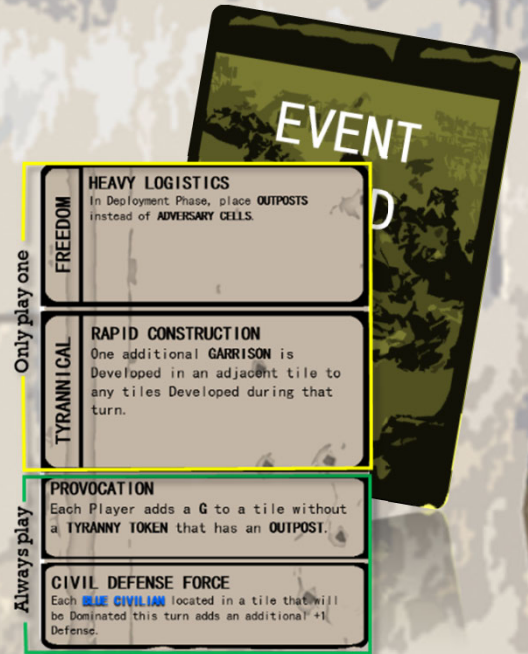 EVENT
D
Only play one
FREEDOM
HEAVY LOGISTICS
In Deployment Phase, place OUTPOSTS
instead of ADVERSARY CELLS.
TYRANNICAL
RAPID CONSTRUCTION
One additional GARRISON is
Developed in an adjacent tile to
any tiles Developed during that
turn.
Always play
PROVOCATION
Each Player adds a G to a tile without
a TYRANNY TOKEN that has an OUTPOST.
CIVIL DEFENSE FORCE
Each BLUE CIVILIAN located in a tile that will
be Dominated this turn adds an additional +1
Defense.